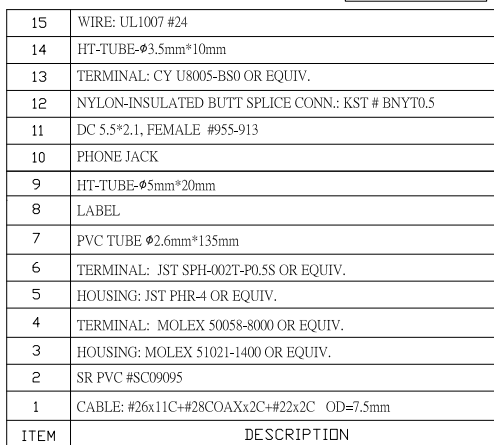 15 WIRE: UL1007 #24
14 HT-TUBE-ø3.5mm*10mm
13 TERMINAL: CY U8005-BS0 OR EQUIV.
12 NYLON-INSULATED BUTT SPLICE CONN.: KST # BNYT0.5
11 DC 5.5*2.1, FEMALE #955-913
10 PHONE JACK
9 HT-TUBE-ø5mm*20mm
8 LABEL
7 PVC TUBE ø2.6mm*135mm
6 TERMINAL: JST SPH-002T-P0.5S OR EQUIV.
5 HOUSING: JST PHR-4 OR EQUIV.
4 TERMINAL: MOLEX 50058-8000 OR EQUIV.
3 HOUSING: MOLEX 51021-1400 OR EQUIV.
2 SR PVC #SC09095
1 CABLE: #26x11C+#28COAXx2C+#22x2C OD=7.5mm
ITEM DESCRIPTION